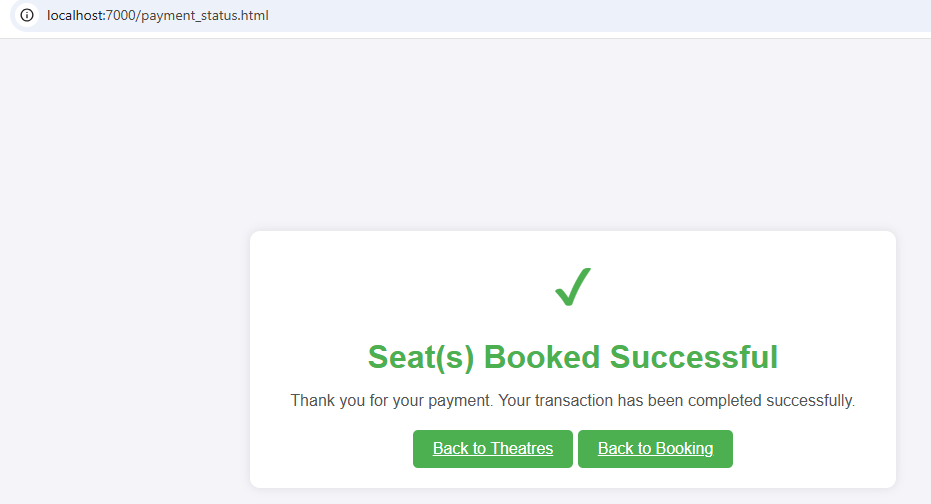 localhost:7000/payment_status.html
Seat(s) Booked Successful
Thank you for your payment. Your transaction has been completed successfully.
Back to Theatres Back to Booking